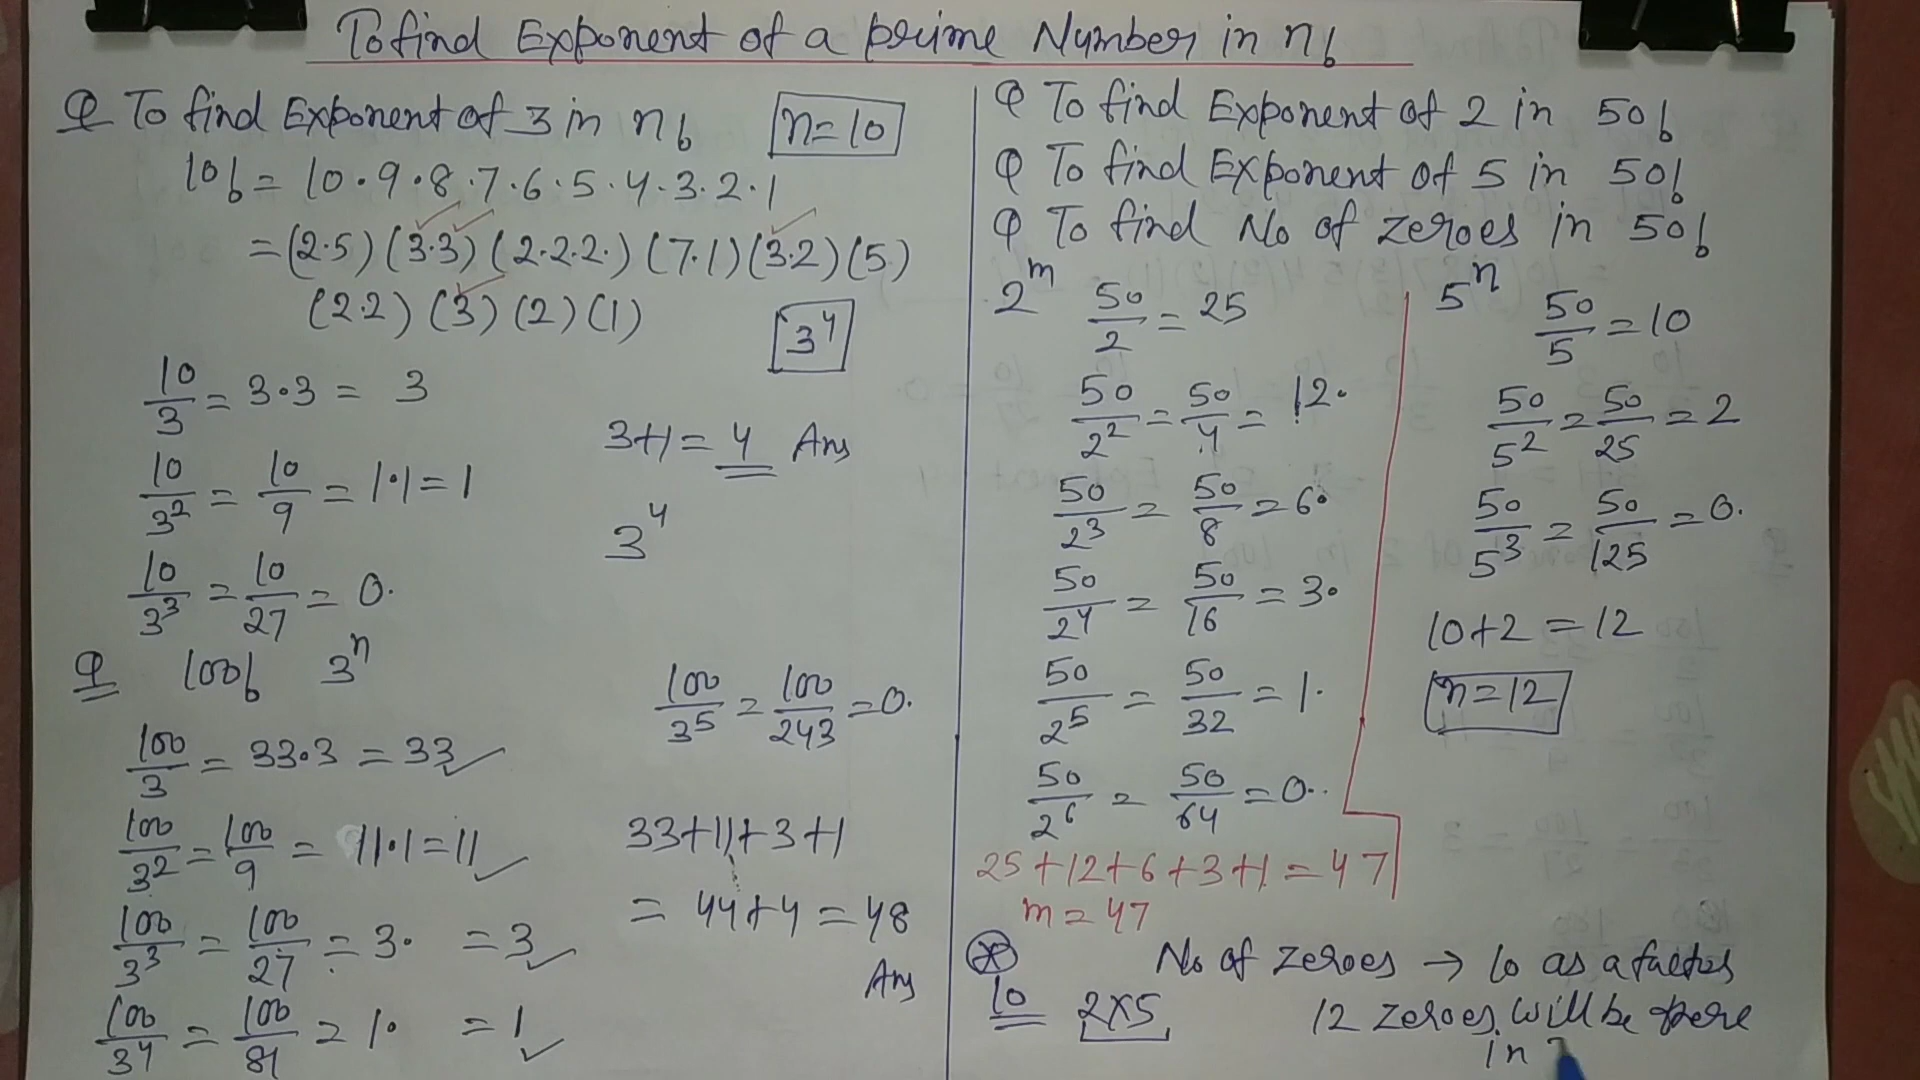 To find Exponent of a prime Number in n!
Q To find Exponent of 3 in n! n=10
10! = 10·9·8·7·6·5·4·3·2·1
= (2·5) (3·3) (2·2·2·) (7·1) (3·2) (5)
(2·2) (3) (2) (1) 3^4
10/3 = 3·3 = 3
3+1 = 4 Ans
10/3^2 = 10/9 = 1·1 = 1
3^4
10/3^3 = 10/27 = 0.
Q 100! 3^n
100/3 = 33·3 = 33 ✓
100/3^2 = 100/9 = 11·1 = 11 ✓
100/3^3 = 100/27 = 3· = 3 ✓
100/3^4 = 100/81 = 1· = 1 ✓
100/3^5 = 100/243 = 0.
33+11+3+1
= 44+4 = 48
Ans
Q To find Exponent of 2 in 50!
Q To find Exponent of 5 in 50!
Q To find No of zeroes in 50!
2^m 50/2 = 25
50/2^2 = 50/4 = 12·
50/2^3 = 50/8 = 6·
50/2^4 = 50/16 = 3·
50/2^5 = 50/32 = 1·
50/2^6 = 50/64 = 0··
25+12+6+3+1 = 47
m = 47
5^n 50/5 = 10
50/5^2 = 50/25 = 2
50/5^3 = 50/125 = 0.
10+2 = 12
n=12
* No of zeroes → 10 as a factor
10 2×5 12 zeroes will be there
in